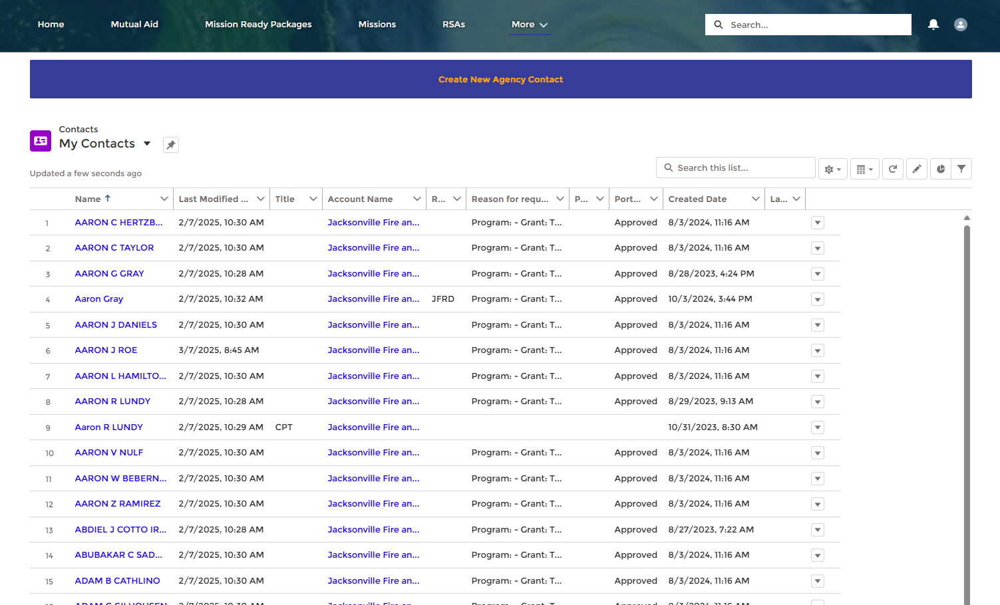 Home Mutual Aid Mission Ready Packages Missions RSAs More Search...
Create New Agency Contact
Contacts
My Contacts
Updated a few seconds ago Search this list...
Name Last Modified ... Title Account Name R... Reason for requ... P... Port... Created Date La...
1 AARON C HERTZB... 2/7/2025, 10:30 AM Jacksonville Fire an... Program: - Grant: T... Approved 8/3/2024, 11:16 AM
2 AARON C TAYLOR 2/7/2025, 10:30 AM Jacksonville Fire an... Program: - Grant: T... Approved 8/3/2024, 11:16 AM
3 AARON G GRAY 2/7/2025, 10:28 AM Jacksonville Fire an... Program: - Grant: T... Approved 8/28/2023, 4:24 PM
4 Aaron Gray 2/7/2025, 10:32 AM Jacksonville Fire an... JFRD Program: - Grant: T... Approved 10/3/2024, 3:44 PM
5 AARON J DANIELS 2/7/2025, 10:30 AM Jacksonville Fire an... Program: - Grant: T... Approved 8/3/2024, 11:16 AM
6 AARON J ROE 3/7/2025, 8:45 AM Jacksonville Fire an... Program: - Grant: T... Approved 8/3/2024, 11:16 AM
7 AARON L HAMILTO... 2/7/2025, 10:30 AM Jacksonville Fire an... Program: - Grant: T... Approved 8/3/2024, 11:16 AM
8 AARON R LUNDY 2/7/2025, 10:28 AM Jacksonville Fire an... Program: - Grant: T... Approved 8/29/2023, 9:13 AM
9 Aaron R LUNDY 2/7/2025, 10:29 AM CPT Jacksonville Fire an... 10/31/2023, 8:30 AM
10 AARON V NULF 2/7/2025, 10:30 AM Jacksonville Fire an... Program: - Grant: T... Approved 8/3/2024, 11:16 AM
11 AARON W BEBERN... 2/7/2025, 10:30 AM Jacksonville Fire an... Program: - Grant: T... Approved 8/3/2024, 11:16 AM
12 AARON Z RAMIREZ 2/7/2025, 10:30 AM Jacksonville Fire an... Program: - Grant: T... Approved 8/3/2024, 11:16 AM
13 ABDIEL J COTTO IR... 2/7/2025, 10:28 AM Jacksonville Fire an... Program: - Grant: T... Approved 8/27/2023, 7:22 AM
14 ABUBAKAR C SAD... 2/7/2025, 10:30 AM Jacksonville Fire an... Program: - Grant: T... Approved 8/3/2024, 11:16 AM
15 ADAM B CATHLINO 2/7/2025, 10:30 AM Jacksonville Fire an... Program: - Grant: T... Approved 8/3/2024, 11:16 AM